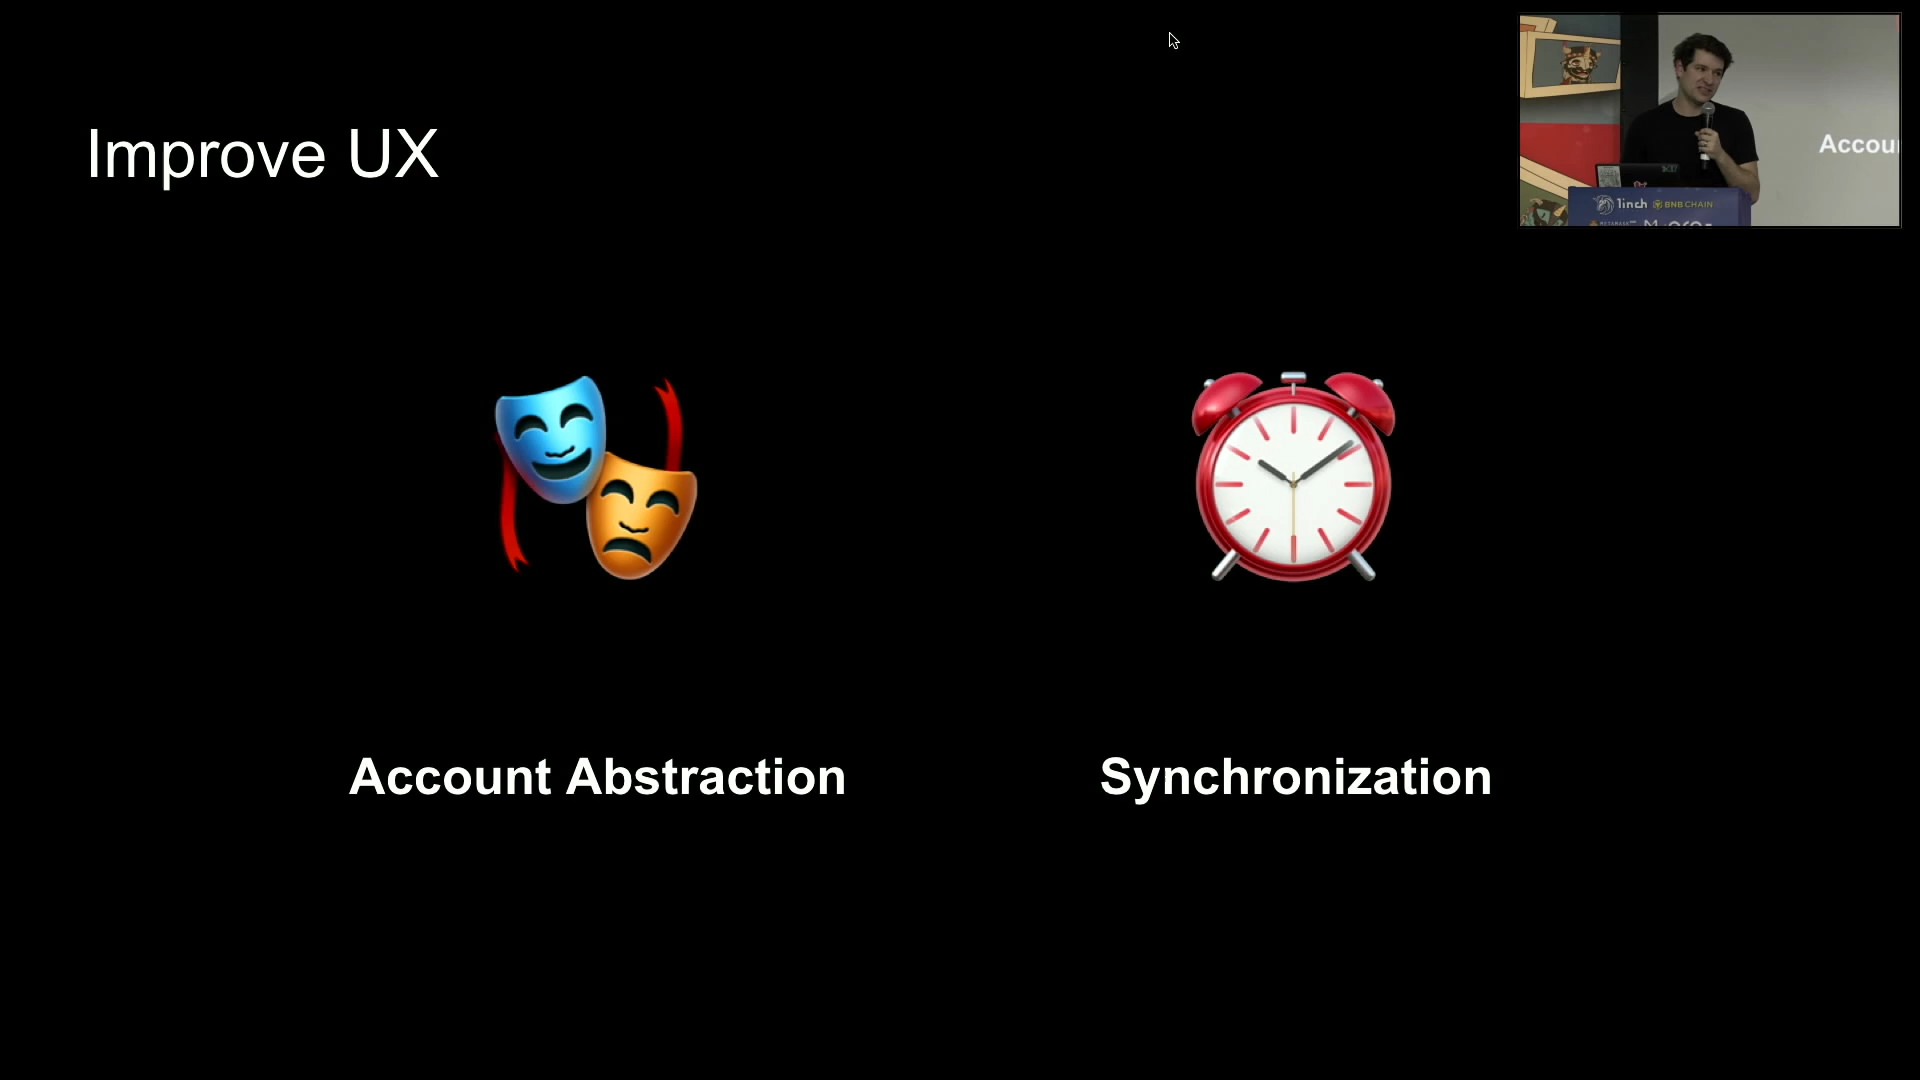 Improve UX
Accou
1inch BNB CHAIN
Account Abstraction
Synchronization